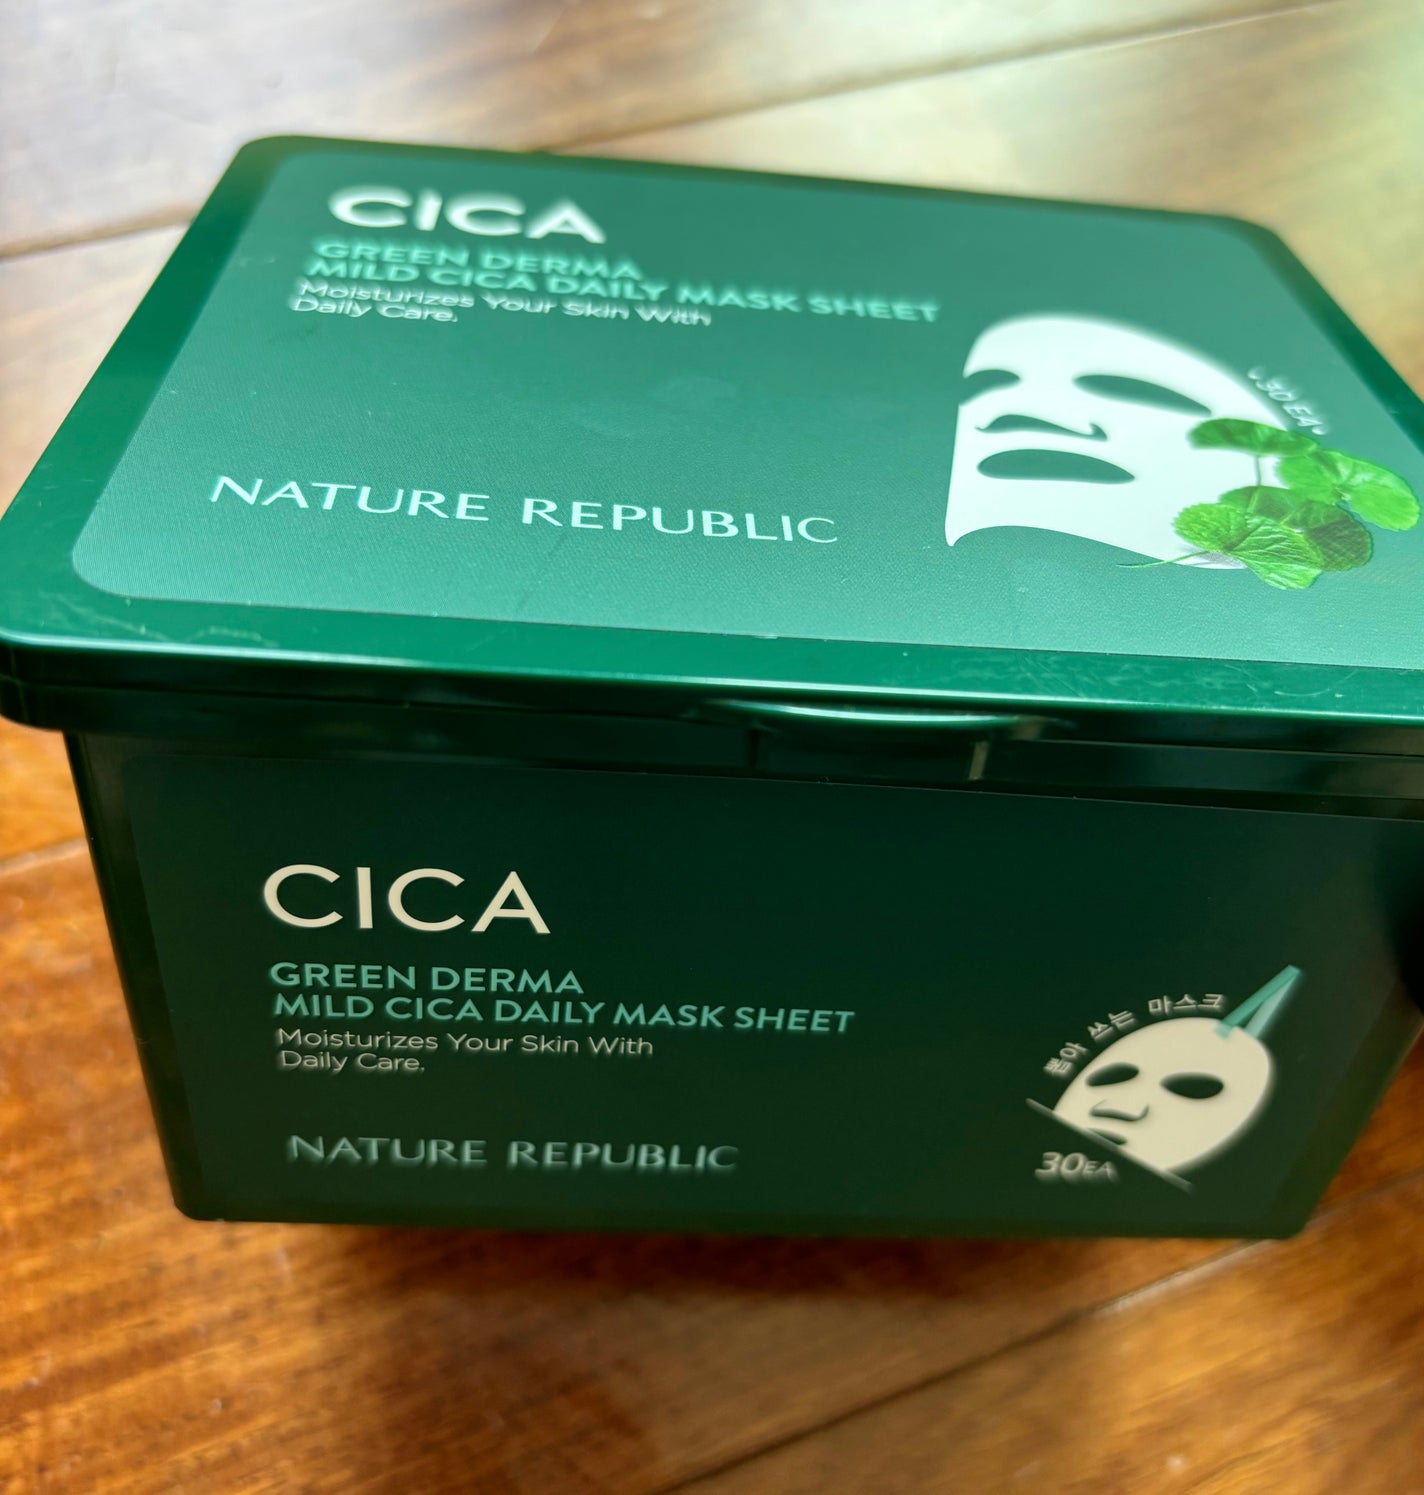 CICA
GREEN DERMA
MILD CICA DAILY MASK SHEET
Moisturizes Your Skin With
Daily Care.
NATURE REPUBLIC
30 EA
CICA
GREEN DERMA
MILD CICA DAILY MASK SHEET
Moisturizes Your Skin With
Daily Care.
NATURE REPUBLIC
뽑아 쓰는 마스크
30EA